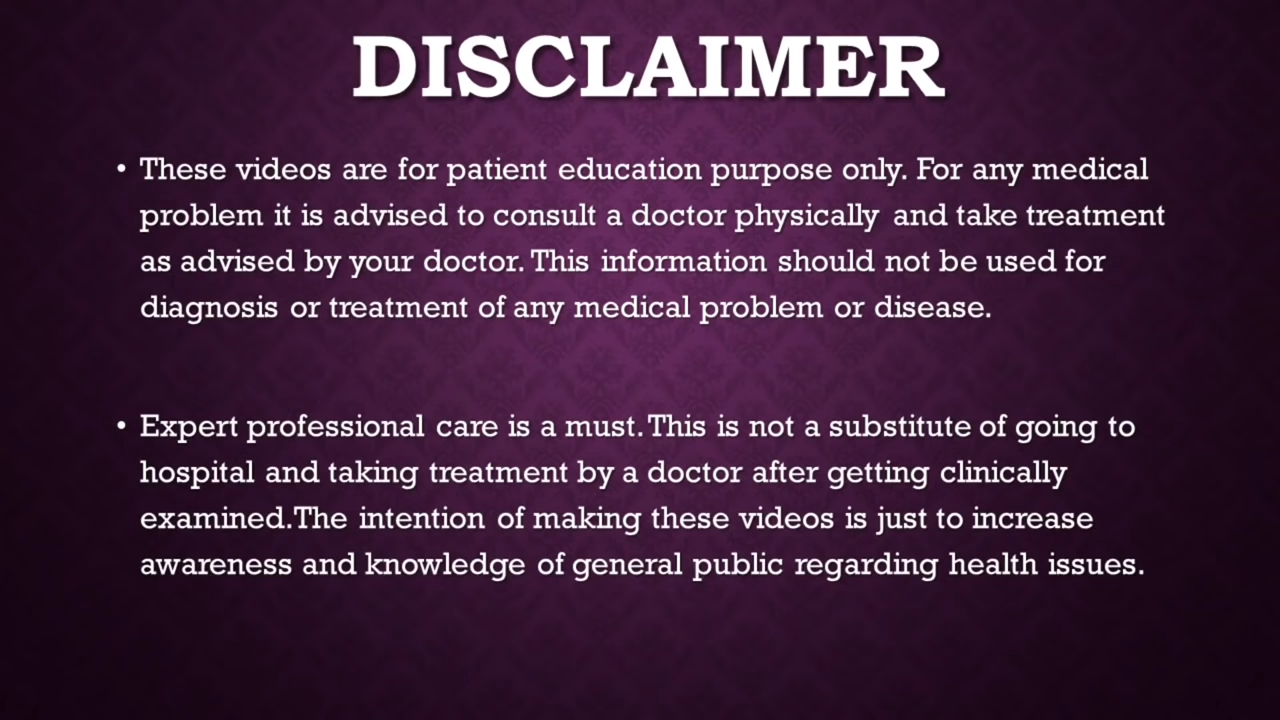 DISCLAIMER
• These videos are for patient education purpose only. For any medical
problem it is advised to consult a doctor physically and take treatment
as advised by your doctor. This information should not be used for
diagnosis or treatment of any medical problem or disease.
• Expert professional care is a must.This is not a substitute of going to
hospital and taking treatment by a doctor after getting clinically
examined.The intention of making these videos is just to increase
awareness and knowledge of general public regarding health issues.